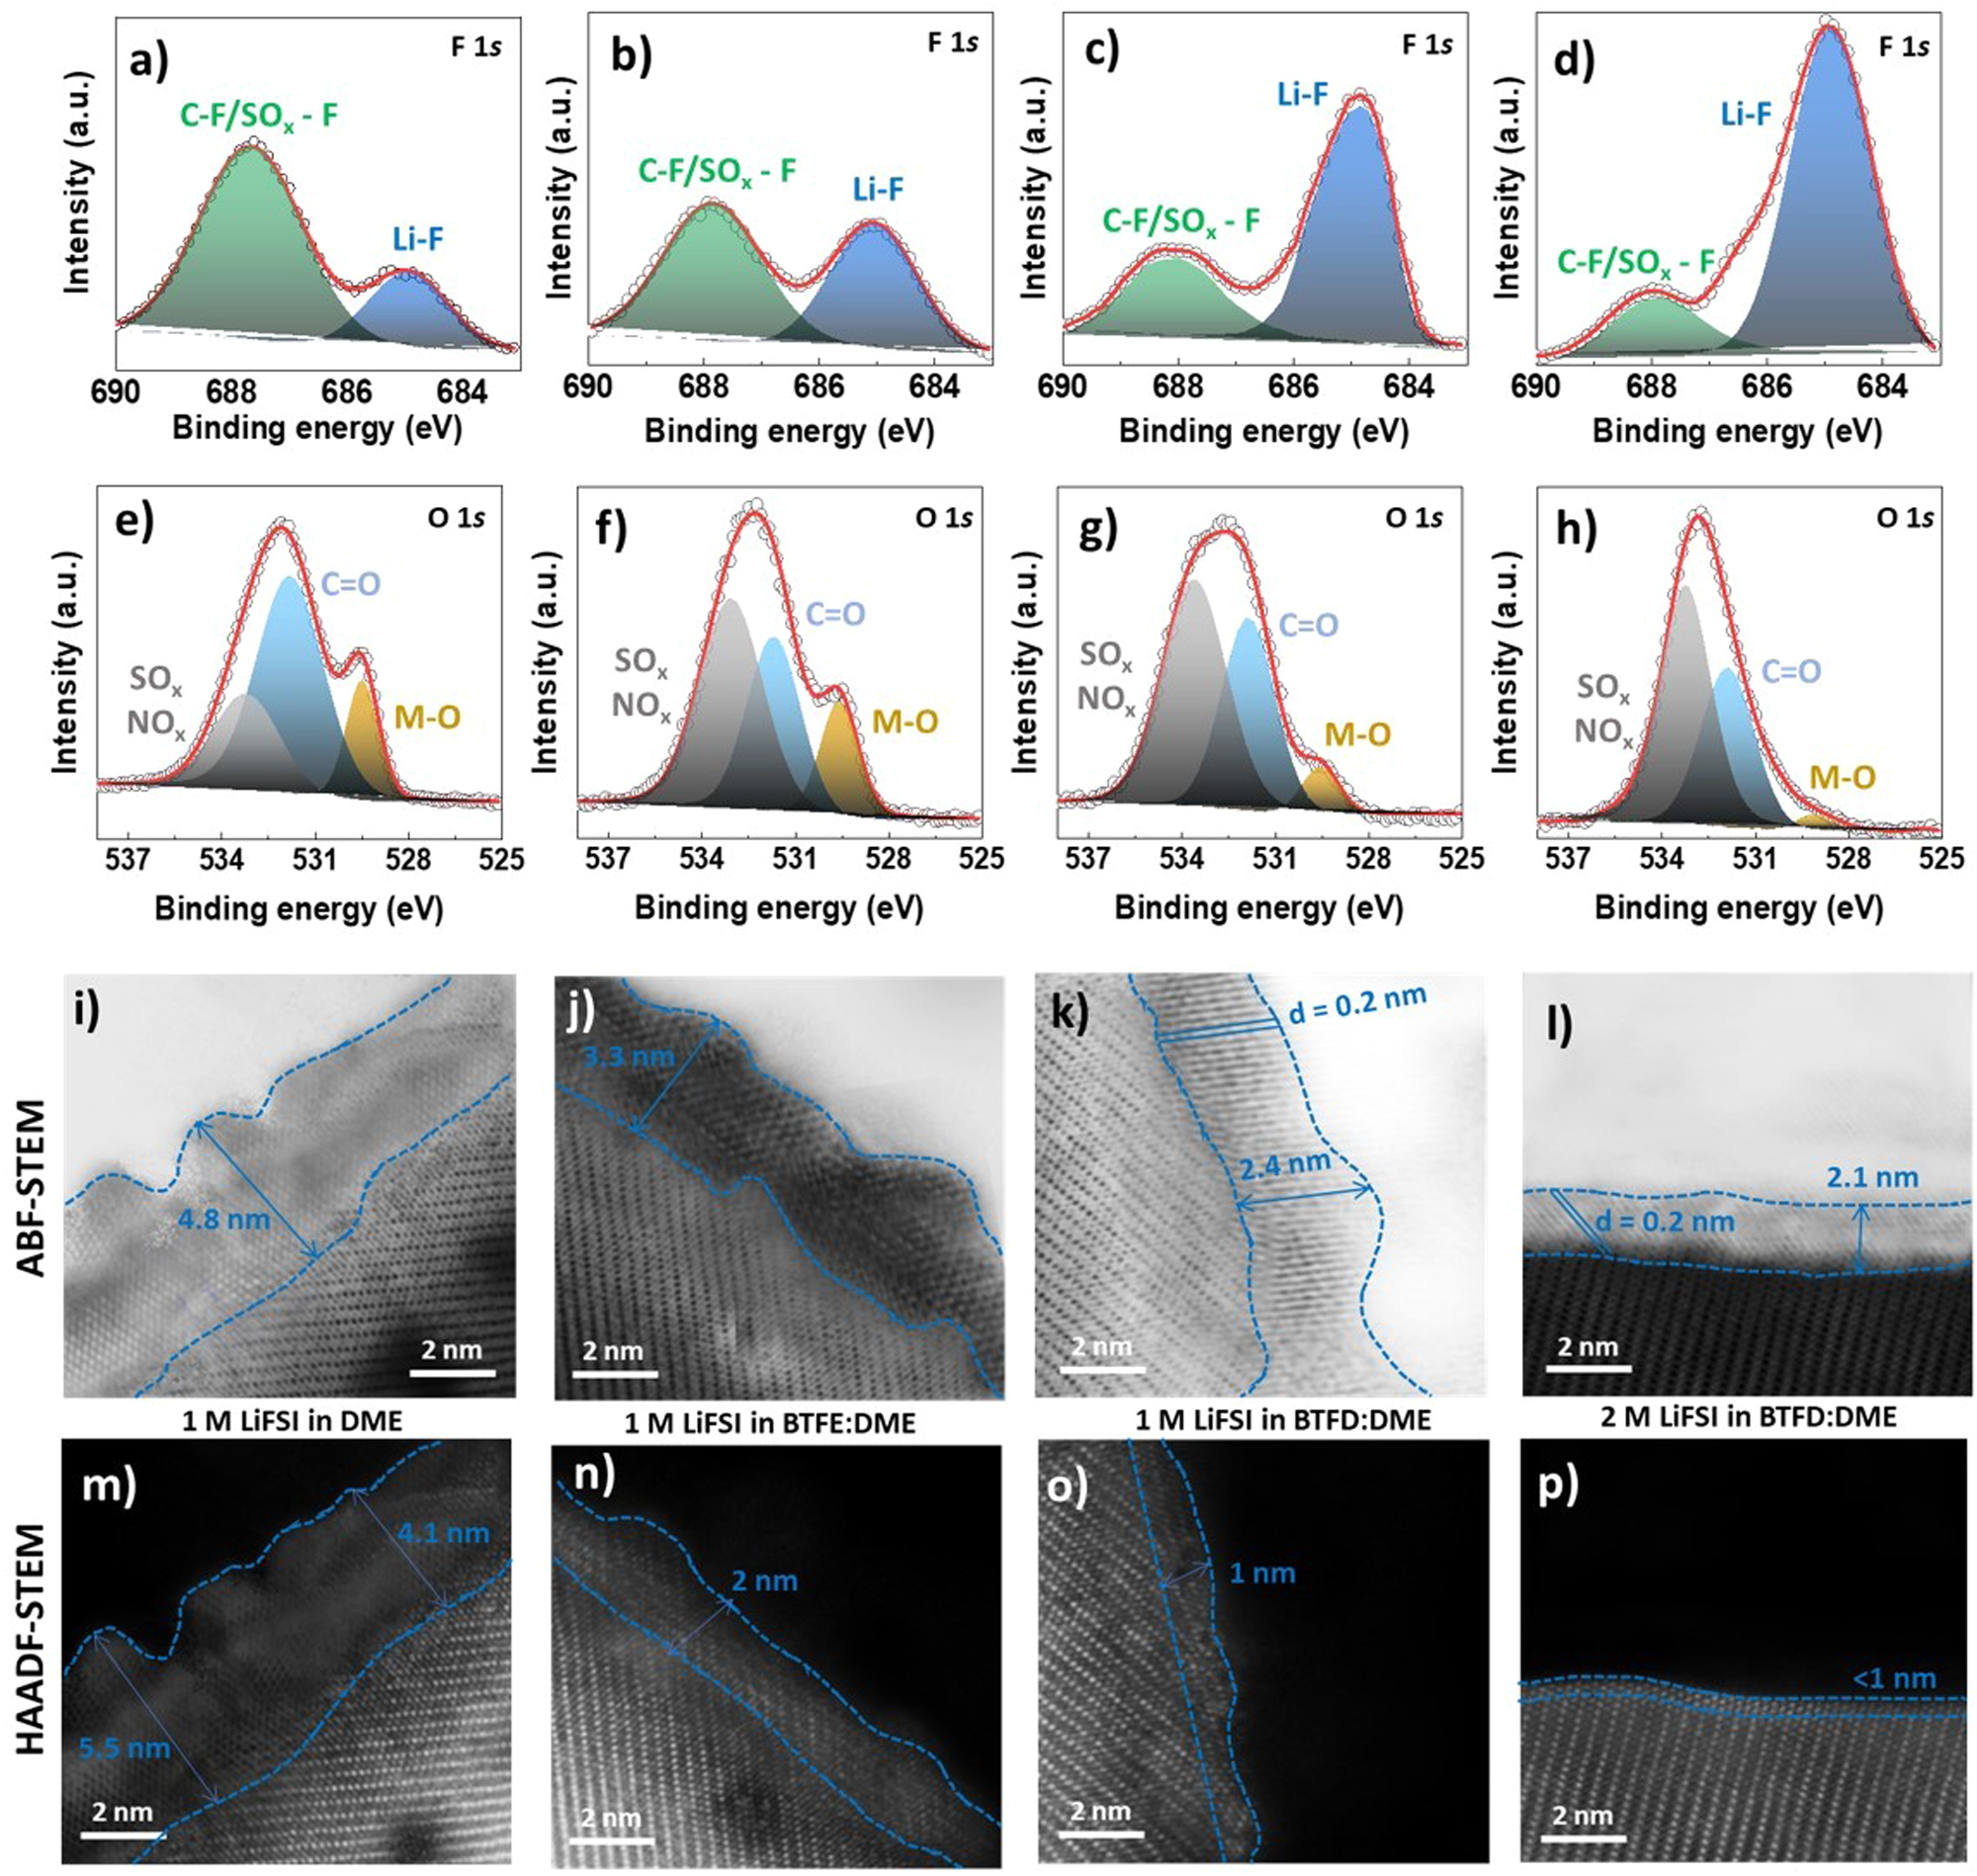 a)
F 1s
C-F/SOx - F
Li-F
Intensity (a.u.)
690 688 686 684
Binding energy (eV)
b)
F 1s
C-F/SOx - F
Li-F
Intensity (a.u.)
690 688 686 684
Binding energy (eV)
c)
F 1s
Li-F
C-F/SOx - F
Intensity (a.u.)
690 688 686 684
Binding energy (eV)
d)
F 1s
Li-F
C-F/SOx - F
Intensity (a.u.)
690 688 686 684
Binding energy (eV)
e)
O 1s
C=O
SOx
NOx
M-O
Intensity (a.u.)
537 534 531 528 525
Binding energy (eV)
f)
O 1s
C=O
SOx
NOx
M-O
Intensity (a.u.)
537 534 531 528 525
Binding energy (eV)
g)
O 1s
C=O
SOx
NOx
M-O
Intensity (a.u.)
537 534 531 528 525
Binding energy (eV)
h)
O 1s
C=O
SOx
NOx
M-O
Intensity (a.u.)
537 534 531 528 525
Binding energy (eV)
ABF-STEM
i)
4.8 nm
2 nm
1 M LiFSI in DME
j)
3.3 nm
2 nm
1 M LiFSI in BTFE:DME
k)
d = 0.2 nm
2.4 nm
2 nm
1 M LiFSI in BTFD:DME
l)
2.1 nm
d = 0.2 nm
2 nm
2 M LiFSI in BTFD:DME
HAADF-STEM
m)
4.1 nm
5.5 nm
2 nm
n)
2 nm
2 nm
o)
1 nm
2 nm
p)
<1 nm
2 nm